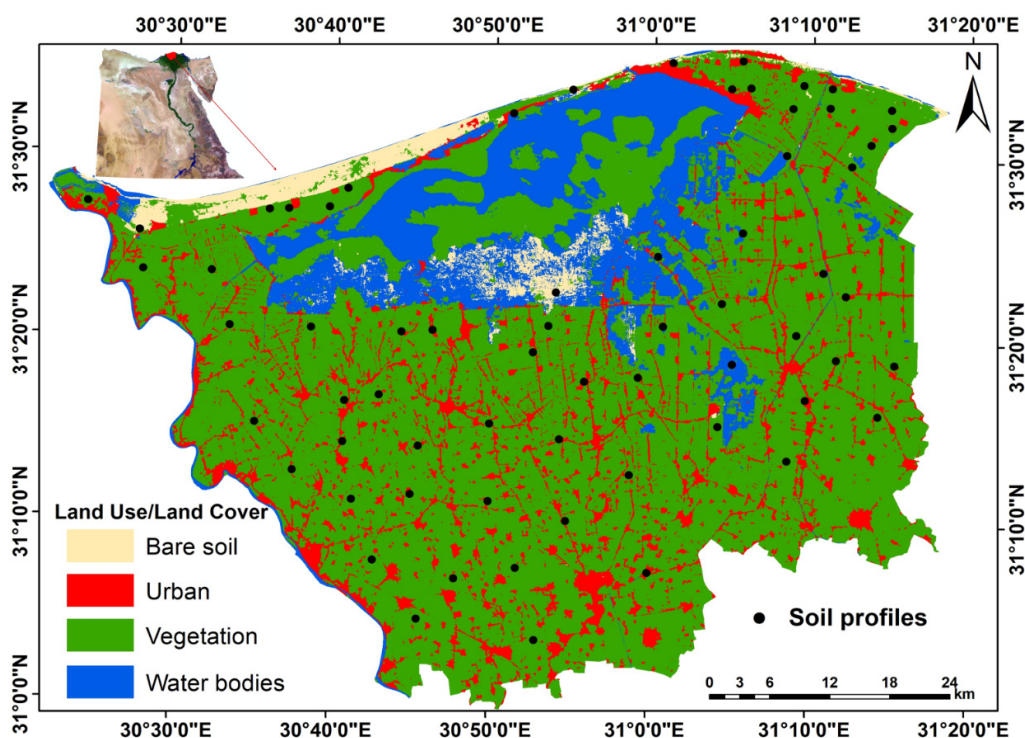 30°30'0"E 30°40'0"E 30°50'0"E 31°0'0"E 31°10'0"E 31°20'0"E
N
31°30'0"N 31°30'0"N
31°20'0"N 31°20'0"N
31°10'0"N 31°10'0"N
31°0'0"N
Land Use/Land Cover
Bare soil
Urban
Vegetation
Water bodies
Soil profiles
0 3 6 12 18 24
km
30°30'0"E 30°40'0"E 30°50'0"E 31°0'0"E 31°10'0"E 31°20'0"E